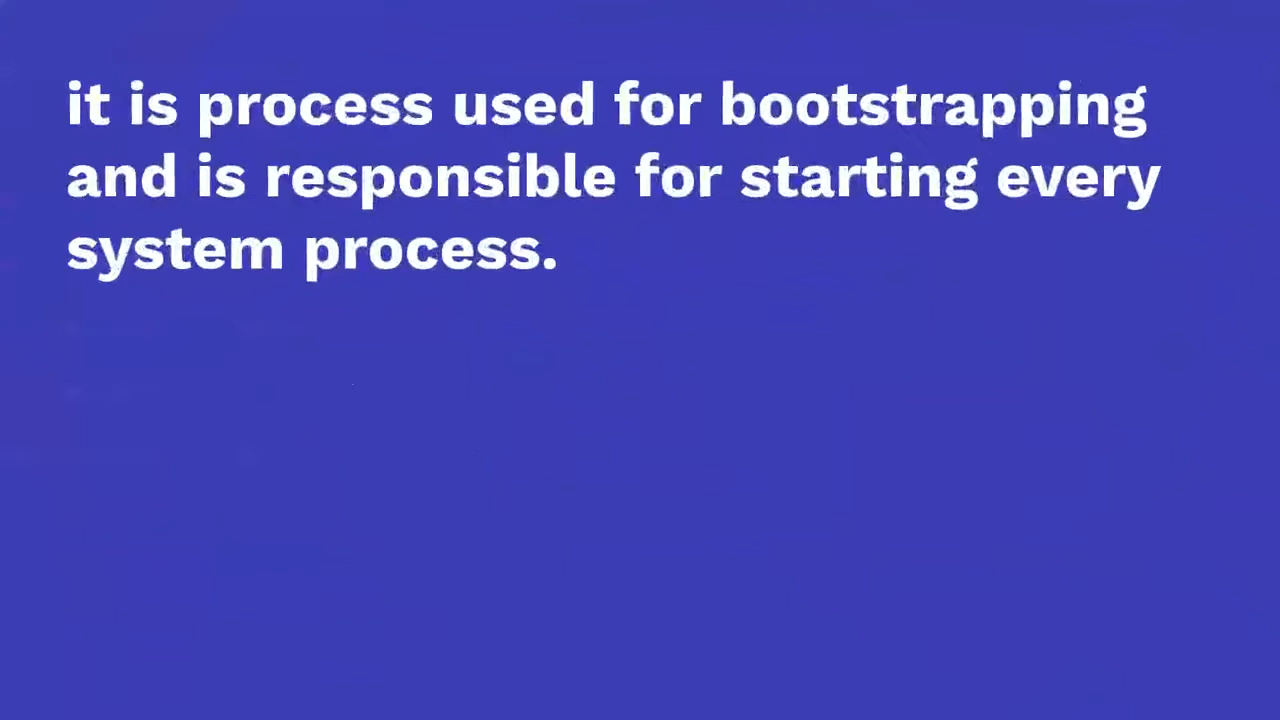 it is process used for bootstrapping
and is responsible for starting every
system process.